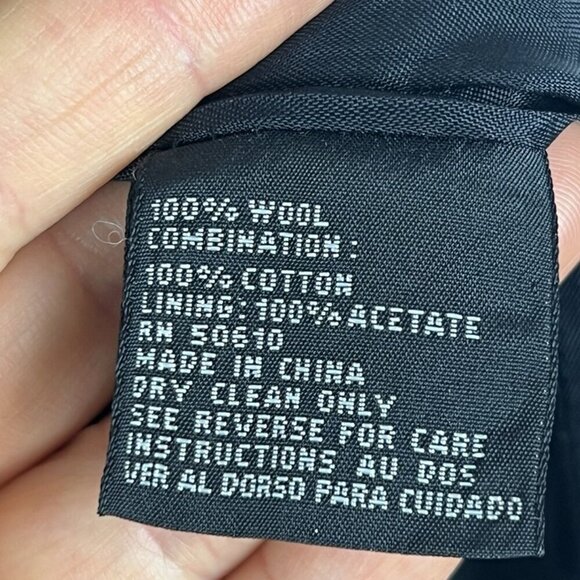 100% WOOL
COMBINATION:
100% COTTON
LINING: 100% ACETATE
RN 50610
MADE IN CHINA
DRY CLEAN ONLY
SEE REVERSE FOR CARE
INSTRUCTIONS AU DOS
VER AL DORSO PARA CUIDADO